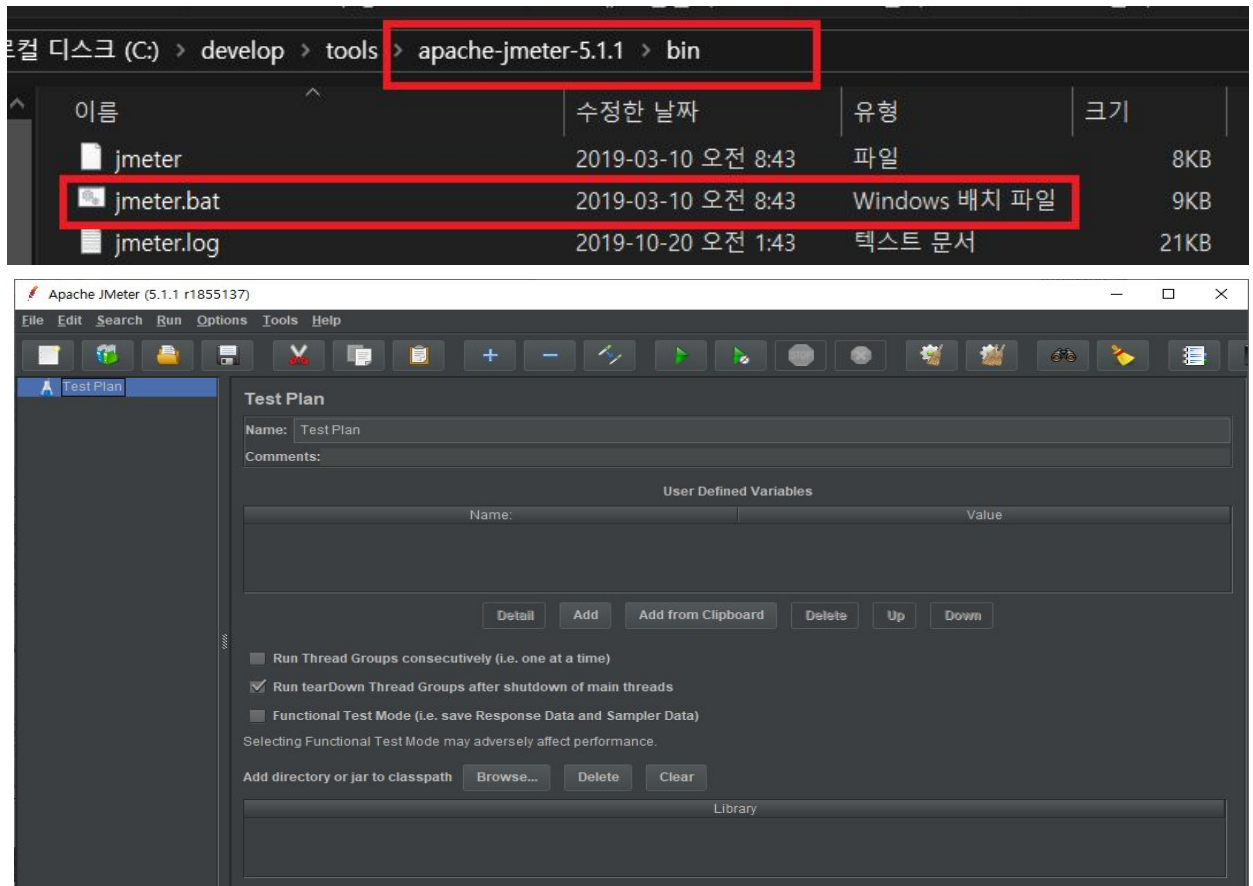 로컬 디스크 (C:) > develop > tools > apache-jmeter-5.1.1 > bin
이름 수정한 날짜 유형 크기
jmeter 2019-03-10 오전 8:43 파일 8KB
jmeter.bat 2019-03-10 오전 8:43 Windows 배치 파일 9KB
jmeter.log 2019-10-20 오전 1:43 텍스트 문서 21KB
Apache JMeter (5.1.1 r1855137)
File Edit Search Run Options Tools Help
Test Plan
Test Plan
Name: Test Plan
Comments:
User Defined Variables
Name: Value
Detail Add Add from Clipboard Delete Up Down
Run Thread Groups consecutively (i.e. one at a time)
Run tearDown Thread Groups after shutdown of main threads
Functional Test Mode (i.e. save Response Data and Sampler Data)
Selecting Functional Test Mode may adversely affect performance.
Add directory or jar to classpath Browse... Delete Clear
Library